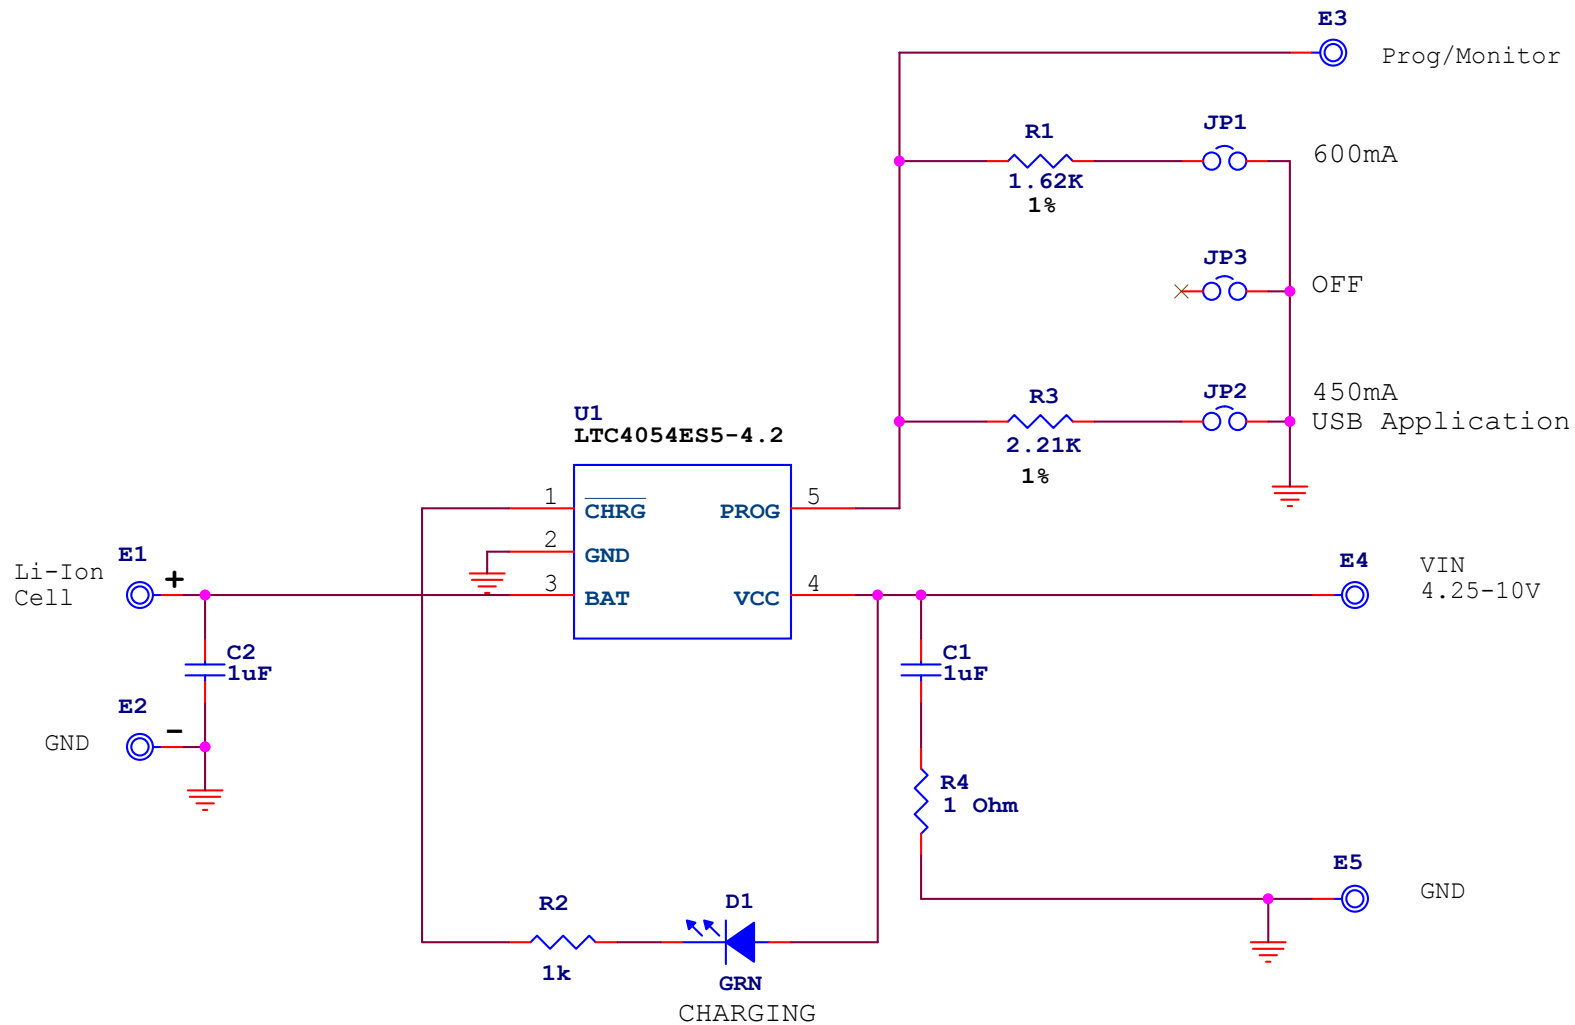 E3
Prog/Monitor
R1
1.62K
1%
JP1
600mA
JP3
OFF
R3
2.21K
1%
JP2
450mA
USB Application
U1
LTC4054ES5-4.2
1
CHRG
2
GND
3
BAT
PROG
5
VCC
4
E1
+
Li-Ion
Cell
C2
1uF
E2
−
GND
E4
VIN
4.25-10V
C1
1uF
R4
1 Ohm
E5
GND
R2
1k
D1
GRN
CHARGING